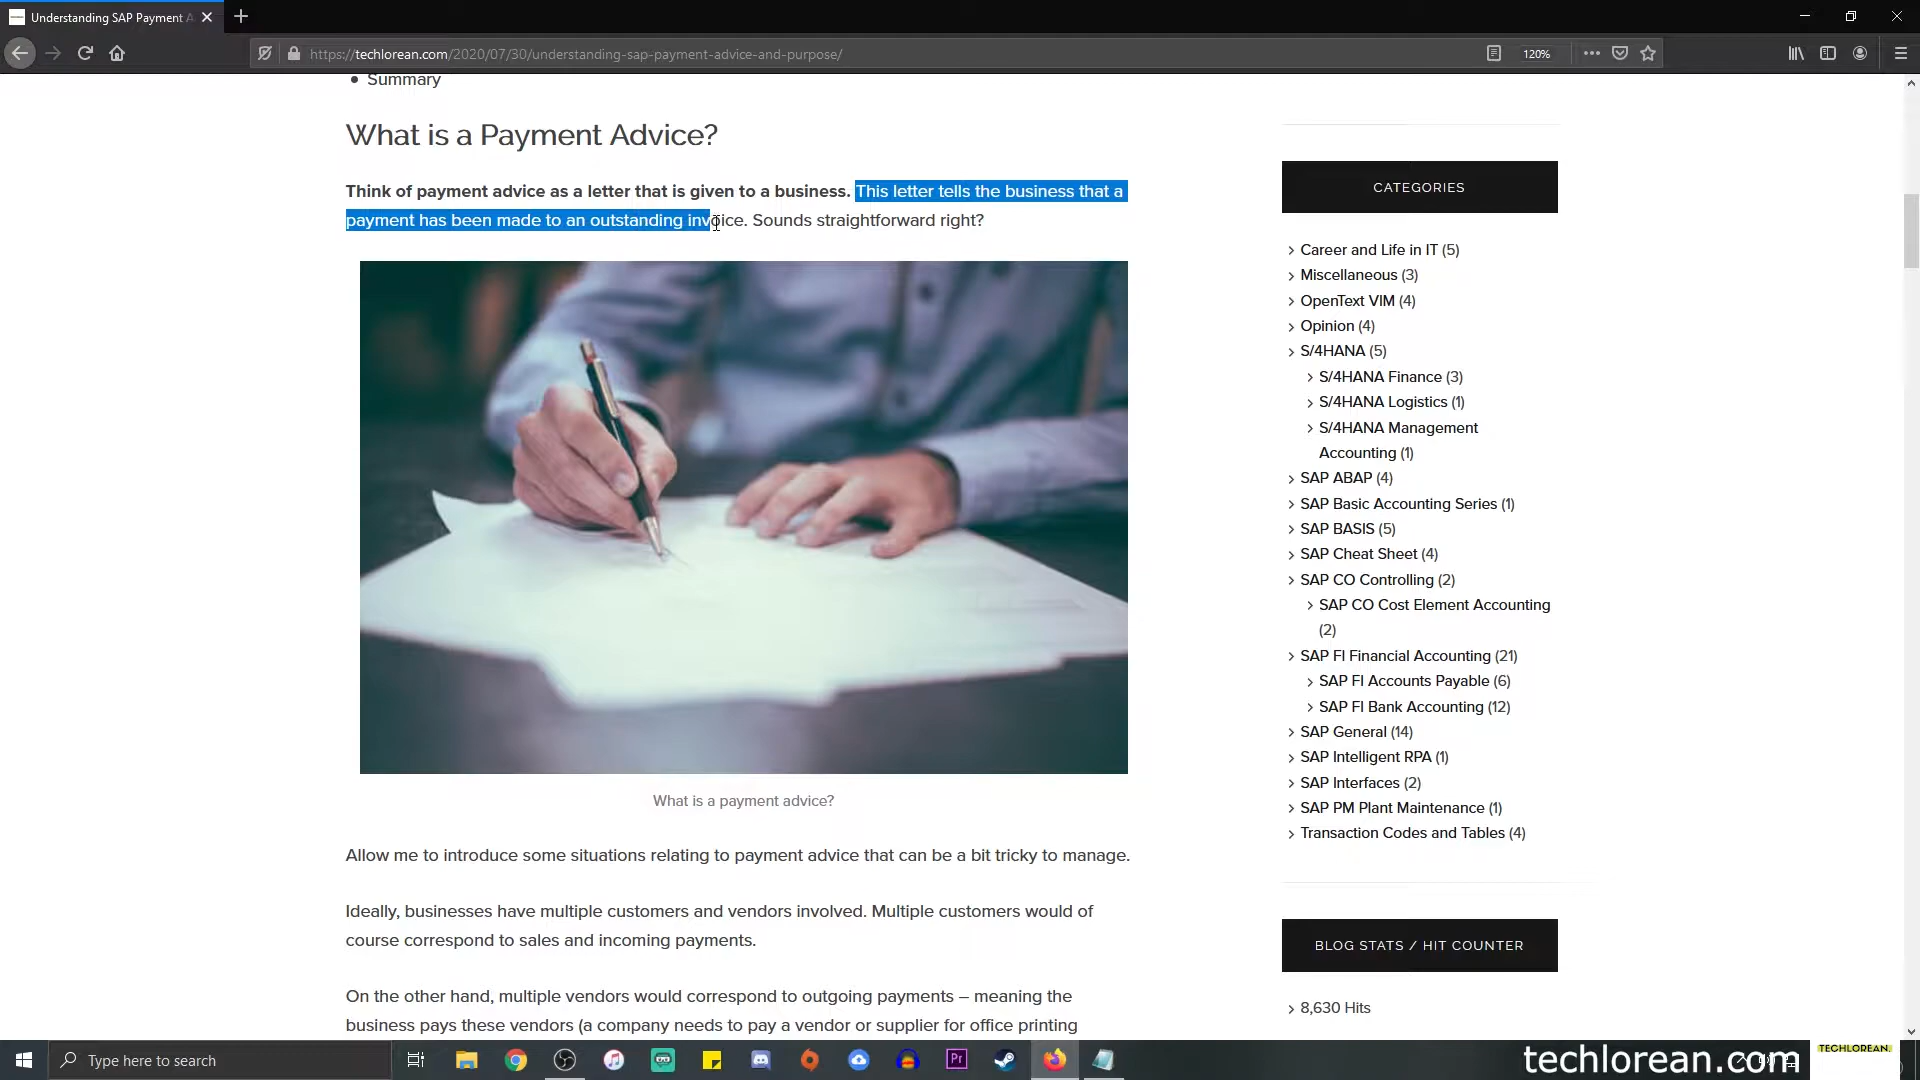 Understanding SAP Payment A
https://techlorean.com/2020/07/30/understanding-sap-payment-advice-and-purpose/
120%
Summary
What is a Payment Advice?
Think of payment advice as a letter that is given to a business. This letter tells the business that a
payment has been made to an outstanding invoice. Sounds straightforward right?
What is a payment advice?
Allow me to introduce some situations relating to payment advice that can be a bit tricky to manage.
Ideally, businesses have multiple customers and vendors involved. Multiple customers would of
course correspond to sales and incoming payments.
On the other hand, multiple vendors would correspond to outgoing payments – meaning the
business pays these vendors (a company needs to pay a vendor or supplier for office printing
CATEGORIES
Career and Life in IT (5)
Miscellaneous (3)
OpenText VIM (4)
Opinion (4)
S/4HANA (5)
S/4HANA Finance (3)
S/4HANA Logistics (1)
S/4HANA Management
Accounting (1)
SAP ABAP (4)
SAP Basic Accounting Series (1)
SAP BASIS (5)
SAP Cheat Sheet (4)
SAP CO Controlling (2)
SAP CO Cost Element Accounting
(2)
SAP FI Financial Accounting (21)
SAP FI Accounts Payable (6)
SAP FI Bank Accounting (12)
SAP General (14)
SAP Intelligent RPA (1)
SAP Interfaces (2)
SAP PM Plant Maintenance (1)
Transaction Codes and Tables (4)
BLOG STATS / HIT COUNTER
8,630 Hits
Type here to search
Pr
techlorean.com
TECHLOREAN.